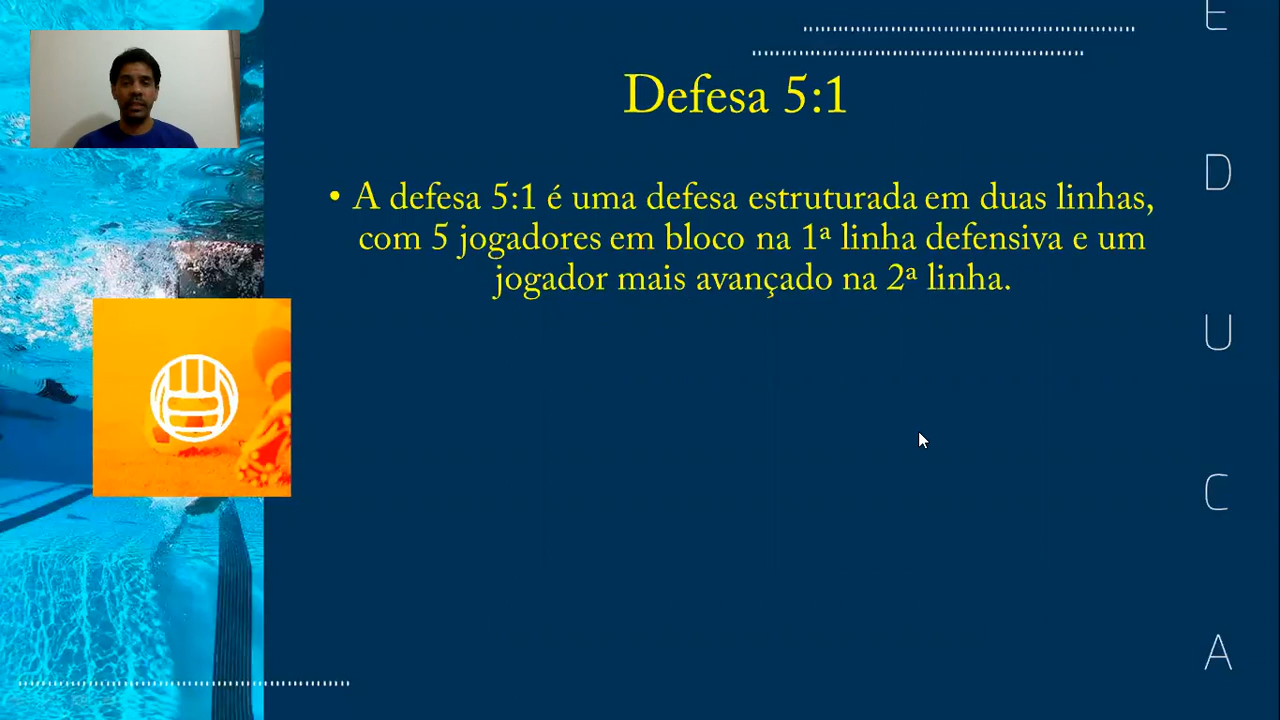 Defesa 5:1
• A defesa 5:1 é uma defesa estruturada em duas linhas,
com 5 jogadores em bloco na 1ª linha defensiva e um
jogador mais avançado na 2ª linha.
E
D
U
C
A